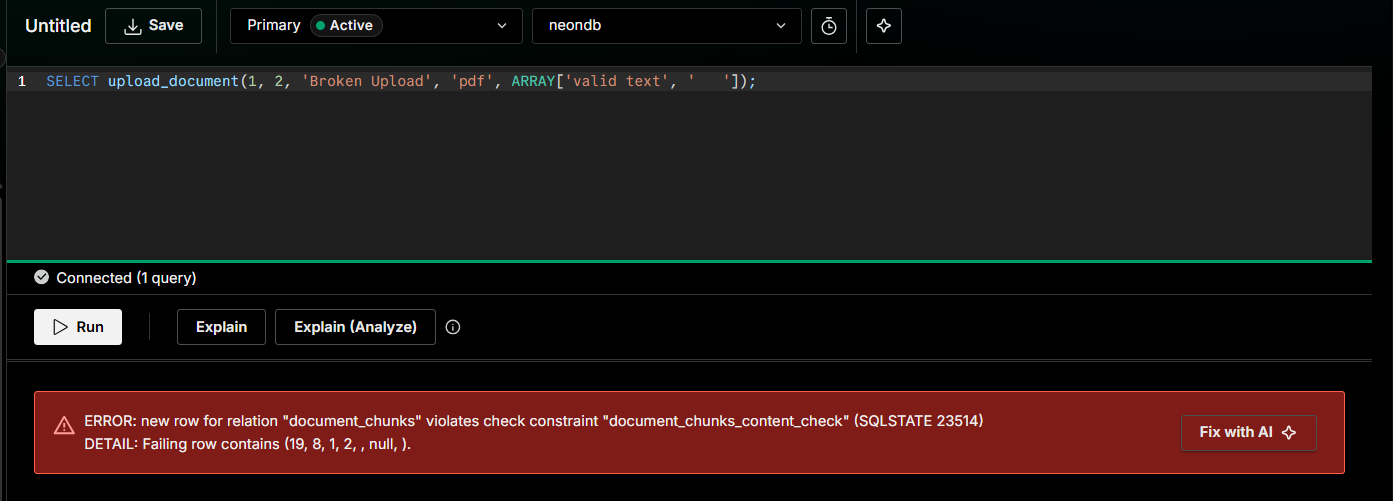 Untitled Save Primary Active neondb
1 SELECT upload_document(1, 2, 'Broken Upload', 'pdf', ARRAY['valid text', '    ']);
Connected (1 query)
Run Explain Explain (Analyze)
ERROR: new row for relation "document_chunks" violates check constraint "document_chunks_content_check" (SQLSTATE 23514)
DETAIL: Failing row contains (19, 8, 1, 2, , null, ).
Fix with AI